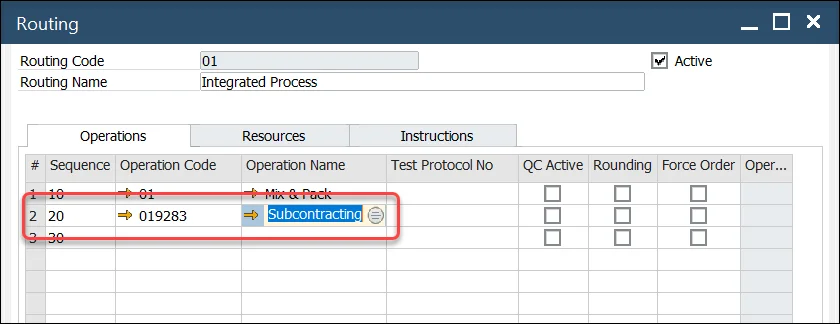 Routing
Routing Code 01 Active
Routing Name Integrated Process
Operations Resources Instructions
# Sequence Operation Code Operation Name Test Protocol No QC Active Rounding Force Order Oper...
1 10 01 Mix & Pack
2 20 019283 Subcontracting
3 30